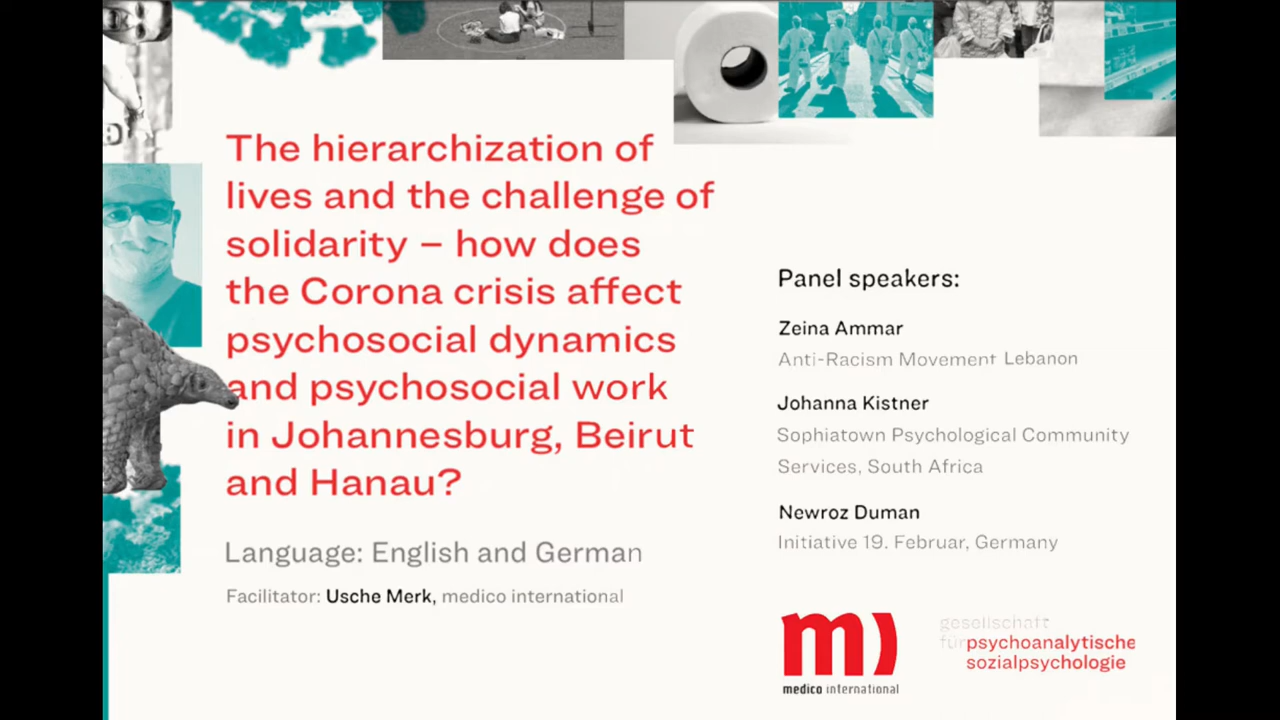 The hierarchization of
lives and the challenge of
solidarity – how does
the Corona crisis affect
psychosocial dynamics
and psychosocial work
in Johannesburg, Beirut
and Hanau?
Language: English and German
Facilitator: Usche Merk, medico international
Panel speakers:
Zeina Ammar
Anti-Racism Movement Lebanon
Johanna Kistner
Sophiatown Psychological Community
Services, South Africa
Newroz Duman
Initiative 19. Februar, Germany
m)
medico international
gesellschaft
für psychoanalytische
sozialpsychologie